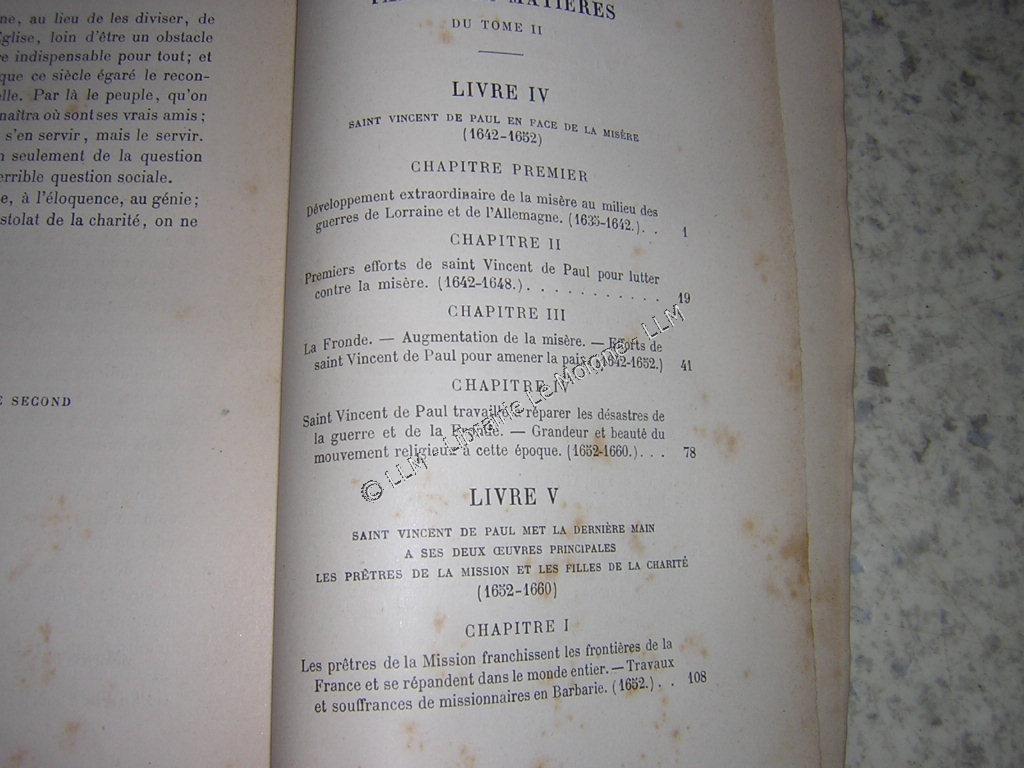 ne, au lieu de les diviser, de
Église, loin d'être un obstacle
re indispensable pour tout; et
que ce siècle égaré le recon-
elle. Par là le peuple, qu'on
naîtra où sont ses vrais amis;
s'en servir, mais le servir.
n seulement de la question
errible question sociale.
e, à l'éloquence, au génie;
stolat de la charité, on ne
E SECOND
MATIÈRES
DU TOME II
LIVRE IV
SAINT VINCENT DE PAUL EN FACE DE LA MISÈRE
(1642-1652)
CHAPITRE PREMIER
Développement extraordinaire de la misère au milieu des
guerres de Lorraine et de l'Allemagne. (1635-1642.). . 1
CHAPITRE II
Premiers efforts de saint Vincent de Paul pour lutter
contre la misère. (1642-1648.). . . . . . . . . . . . 19
CHAPITRE III
La Fronde. — Augmentation de la misère. — Efforts de
saint Vincent de Paul pour amener la paix. (1642-1652.) 41
CHAPITRE
Saint Vincent de Paul travaille à réparer les désastres de
la guerre et de la Fronde. — Grandeur et beauté du
mouvement religieux à cette époque. (1652-1660.). . . 78
LIVRE V
SAINT VINCENT DE PAUL MET LA DERNIÈRE MAIN
A SES DEUX ŒUVRES PRINCIPALES
LES PRÊTRES DE LA MISSION ET LES FILLES DE LA CHARITÉ
(1652-1660)
CHAPITRE I
Les prêtres de la Mission franchissent les frontières de la
France et se répandent dans le monde entier. — Travaux
et souffrances de missionnaires en Barbarie. (1652.). . 108
© LLM - Librairie Le Moigne - LLM